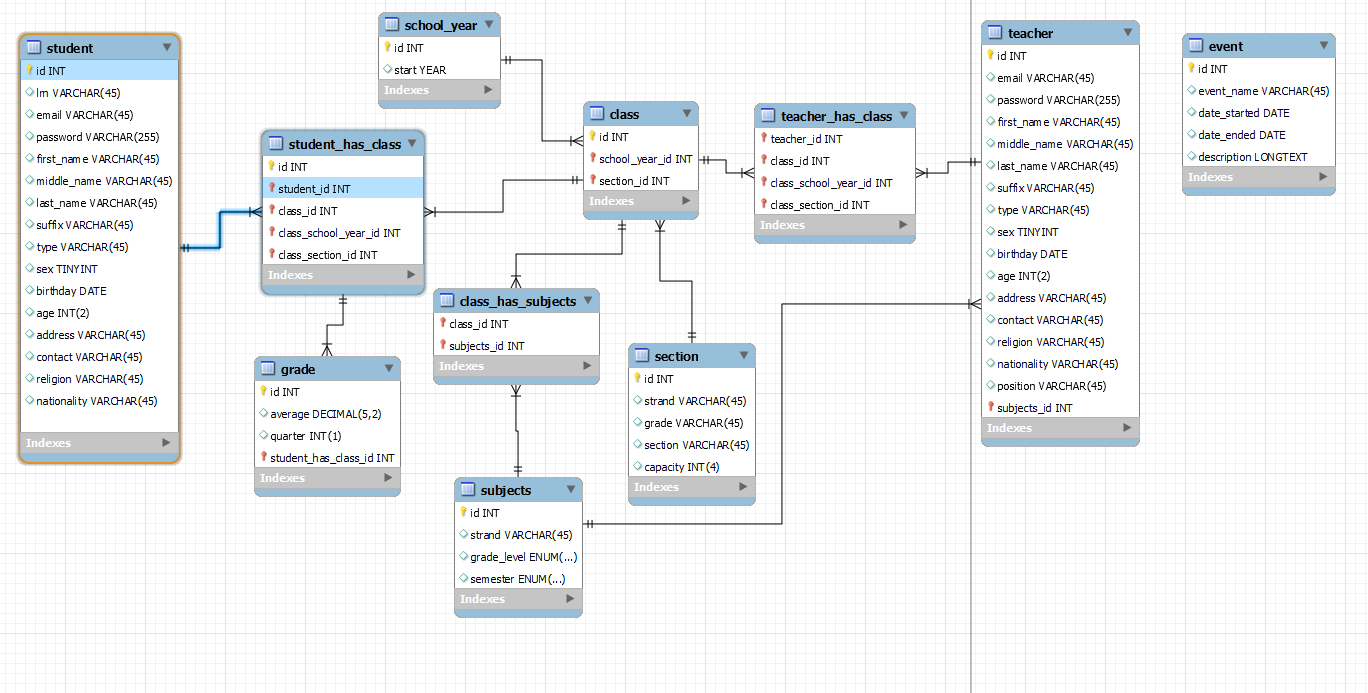 student
id INT
lrn VARCHAR(45)
email VARCHAR(45)
password VARCHAR(255)
first_name VARCHAR(45)
middle_name VARCHAR(45)
last_name VARCHAR(45)
suffix VARCHAR(45)
type VARCHAR(45)
sex TINYINT
birthday DATE
age INT(2)
address VARCHAR(45)
contact VARCHAR(45)
religion VARCHAR(45)
nationality VARCHAR(45)
Indexes
school_year
id INT
start YEAR
Indexes
student_has_class
id INT
student_id INT
class_id INT
class_school_year_id INT
class_section_id INT
Indexes
grade
id INT
average DECIMAL(5,2)
quarter INT(1)
student_has_class_id INT
Indexes
class
id INT
school_year_id INT
section_id INT
Indexes
class_has_subjects
class_id INT
subjects_id INT
Indexes
subjects
id INT
strand VARCHAR(45)
grade_level ENUM(...)
semester ENUM(...)
Indexes
section
id INT
strand VARCHAR(45)
grade VARCHAR(45)
section VARCHAR(45)
capacity INT(4)
Indexes
teacher_has_class
teacher_id INT
class_id INT
class_school_year_id INT
class_section_id INT
Indexes
teacher
id INT
email VARCHAR(45)
password VARCHAR(255)
first_name VARCHAR(45)
middle_name VARCHAR(45)
last_name VARCHAR(45)
suffix VARCHAR(45)
type VARCHAR(45)
sex TINYINT
birthday DATE
age INT(2)
address VARCHAR(45)
contact VARCHAR(45)
religion VARCHAR(45)
nationality VARCHAR(45)
position VARCHAR(45)
subjects_id INT
Indexes
event
id INT
event_name VARCHAR(45)
date_started DATE
date_ended DATE
description LONGTEXT
Indexes